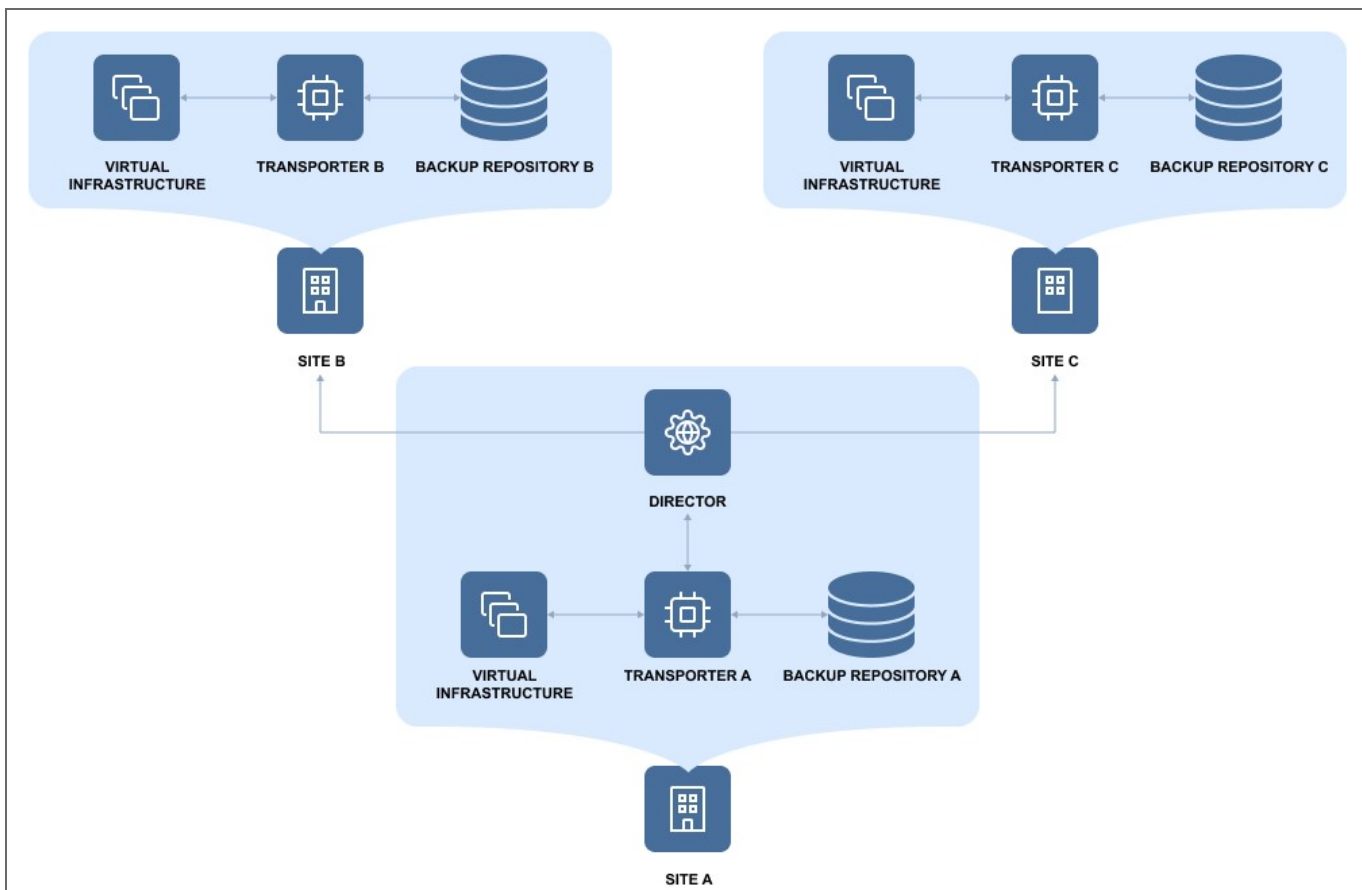 VIRTUAL
INFRASTRUCTURE
TRANSPORTER B
BACKUP REPOSITORY B
SITE B
VIRTUAL
INFRASTRUCTURE
TRANSPORTER C
BACKUP REPOSITORY C
SITE C
DIRECTOR
VIRTUAL
INFRASTRUCTURE
TRANSPORTER A
BACKUP REPOSITORY A
SITE A